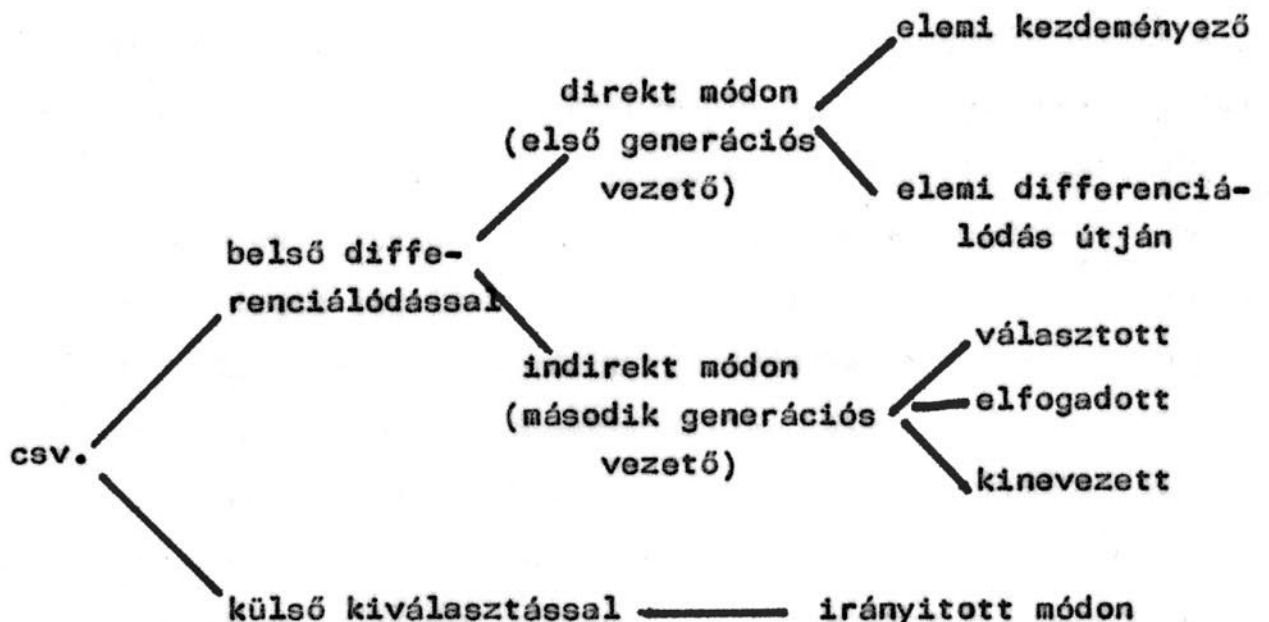 elemi kezdeményező
direkt módon
(első generációs
vezető)
elemi differenciá-
lódás útján
belső diffe-
renciálódással
választott
indirekt módon
elfogadott
(második generációs
vezető)
csv.
kinevezett
külső kiválasztással
irányitott módon